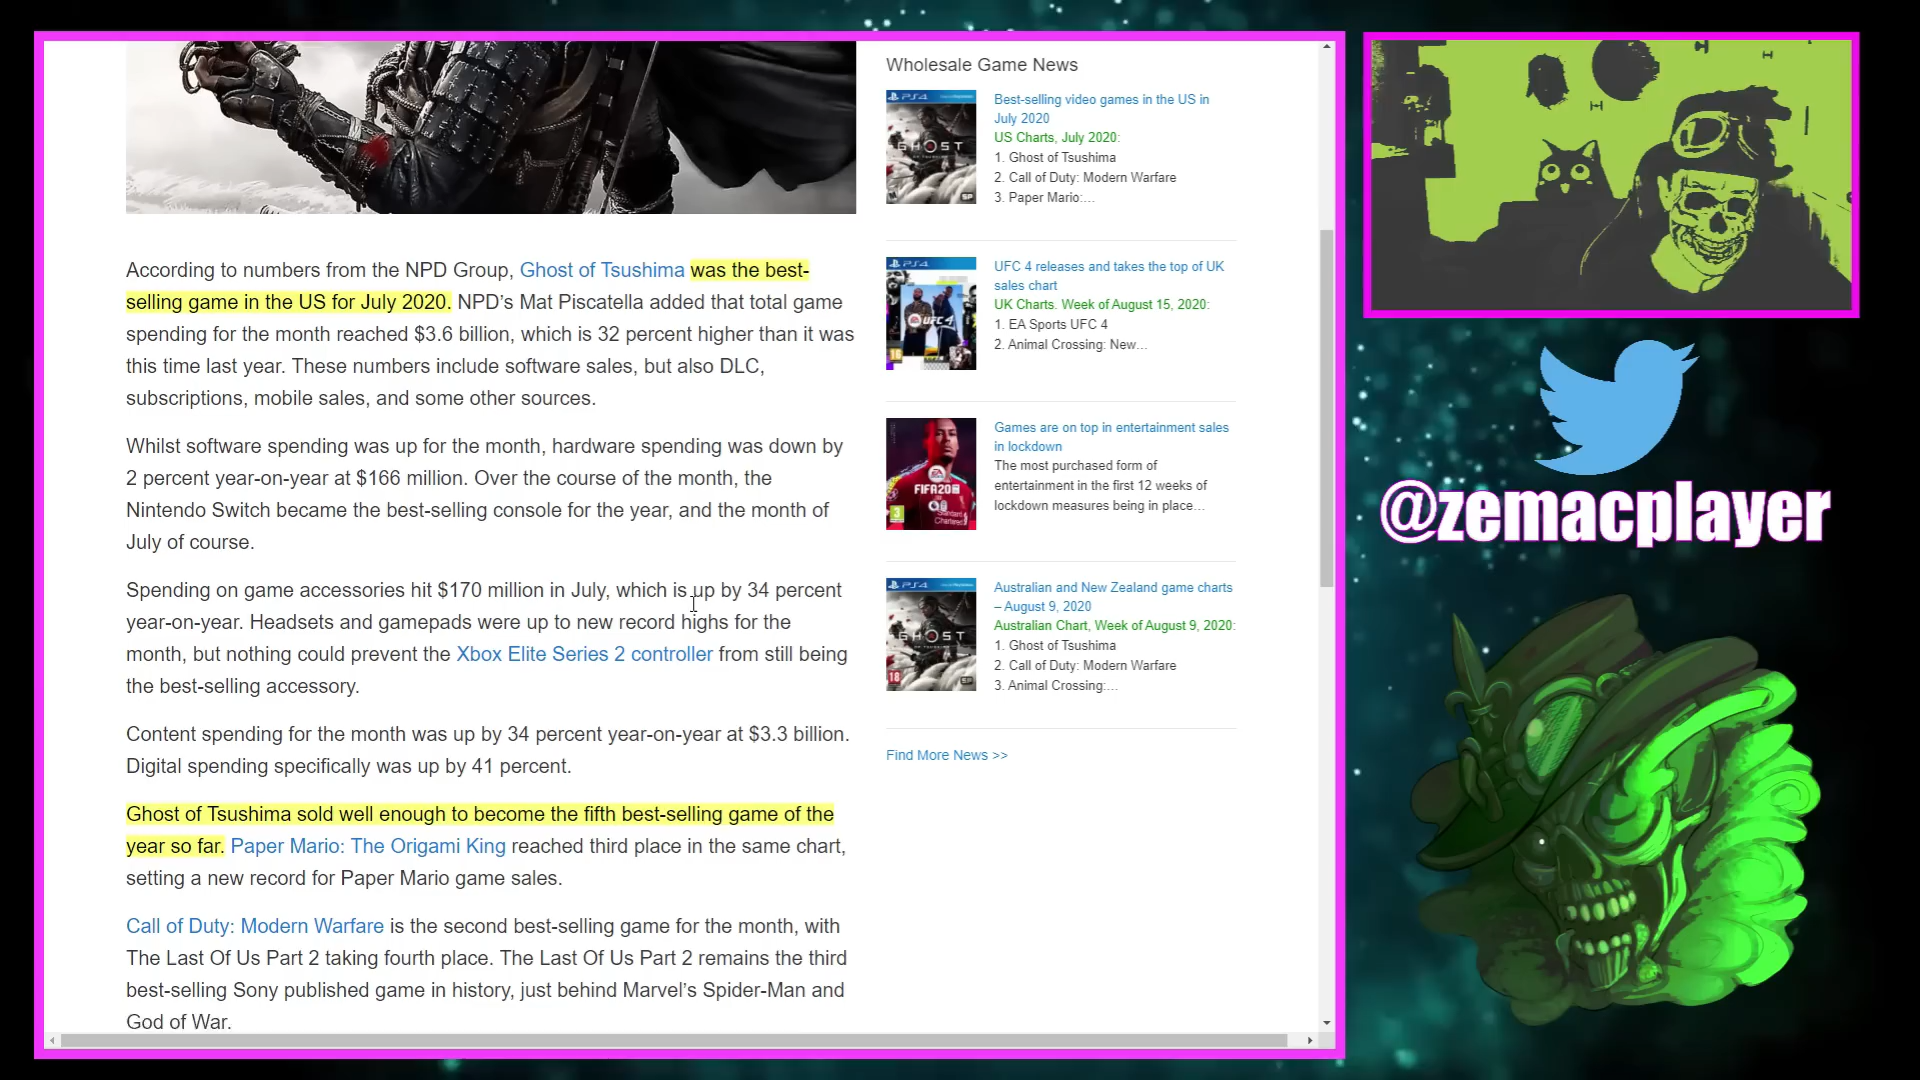 According to numbers from the NPD Group, Ghost of Tsushima was the best-
selling game in the US for July 2020. NPD’s Mat Piscatella added that total game
spending for the month reached $3.6 billion, which is 32 percent higher than it was
this time last year. These numbers include software sales, but also DLC,
subscriptions, mobile sales, and some other sources.
Whilst software spending was up for the month, hardware spending was down by
2 percent year-on-year at $166 million. Over the course of the month, the
Nintendo Switch became the best-selling console for the year, and the month of
July of course.
Spending on game accessories hit $170 million in July, which is up by 34 percent
year-on-year. Headsets and gamepads were up to new record highs for the
month, but nothing could prevent the Xbox Elite Series 2 controller from still being
the best-selling accessory.
Content spending for the month was up by 34 percent year-on-year at $3.3 billion.
Digital spending specifically was up by 41 percent.
Ghost of Tsushima sold well enough to become the fifth best-selling game of the
year so far. Paper Mario: The Origami King reached third place in the same chart,
setting a new record for Paper Mario game sales.
Call of Duty: Modern Warfare is the second best-selling game for the month, with
The Last Of Us Part 2 taking fourth place. The Last Of Us Part 2 remains the third
best-selling Sony published game in history, just behind Marvel’s Spider-Man and
God of War.
Wholesale Game News
PS4
GHOST
Best-selling video games in the US in
July 2020
US Charts, July 2020:
1. Ghost of Tsushima
2. Call of Duty: Modern Warfare
3. Paper Mario:...
PS4
UFC 4
16
UFC 4 releases and takes the top of UK
sales chart
UK Charts. Week of August 15, 2020:
1. EA Sports UFC 4
2. Animal Crossing: New...
FIFA 20
3
Games are on top in entertainment sales
in lockdown
The most purchased form of
entertainment in the first 12 weeks of
lockdown measures being in place...
PS4
GHOST
18
Australian and New Zealand game charts
– August 9, 2020
Australian Chart, Week of August 9, 2020:
1. Ghost of Tsushima
2. Call of Duty: Modern Warfare
3. Animal Crossing:...
Find More News >>
@zemacplayer